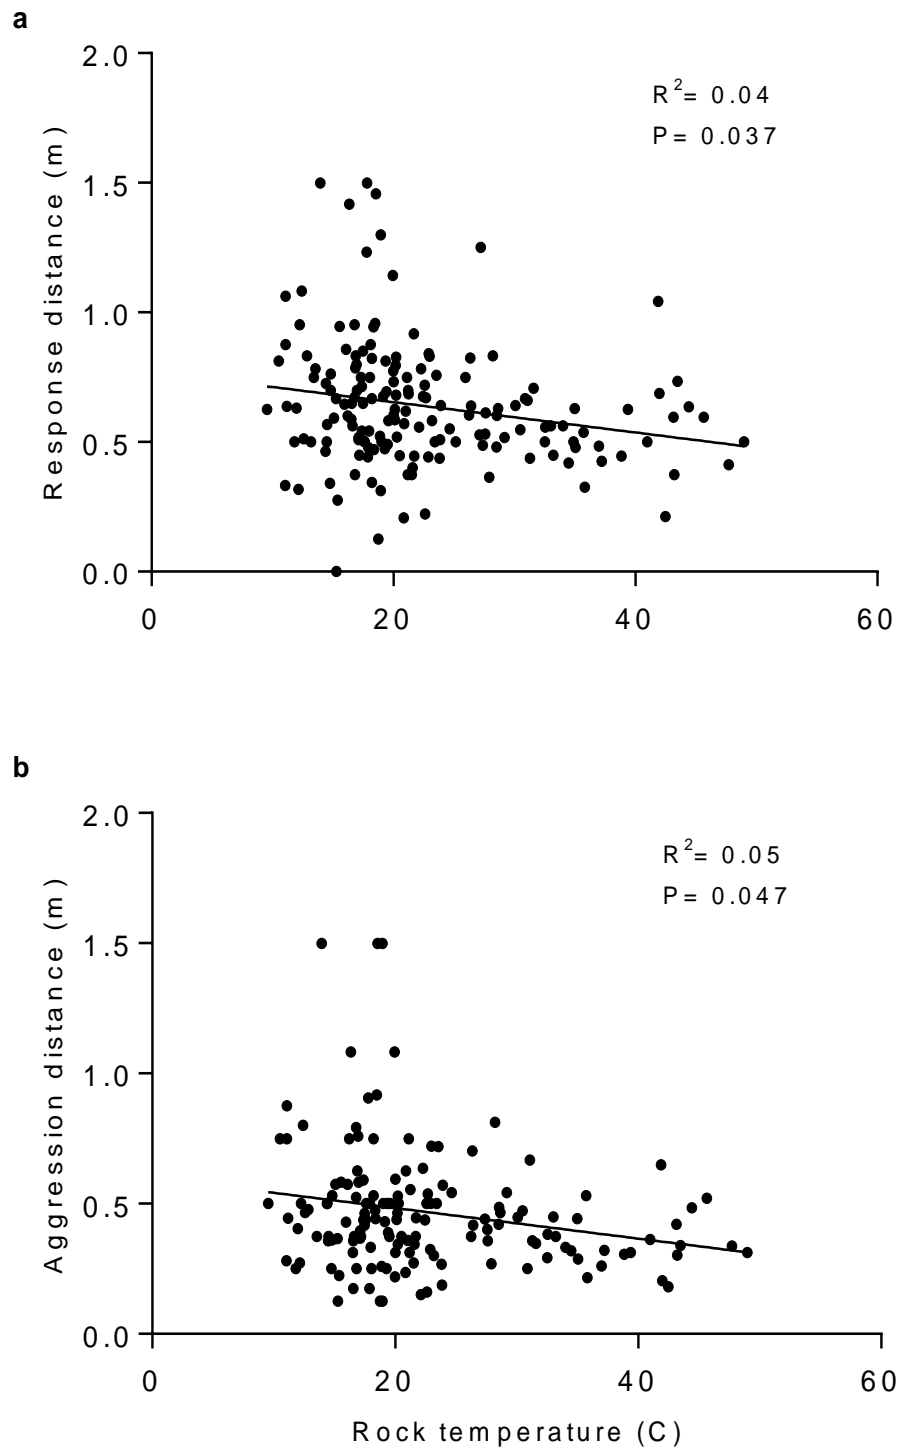 a
2.0
1.5
1.0
0.5
0.0
Response distance (m)
R2= 0.04
P= 0.037
0 20 40 60
b
2.0
1.5
1.0
0.5
0.0
Aggression distance (m)
R2= 0.05
P= 0.047
0 20 40 60
Rock temperature (C)